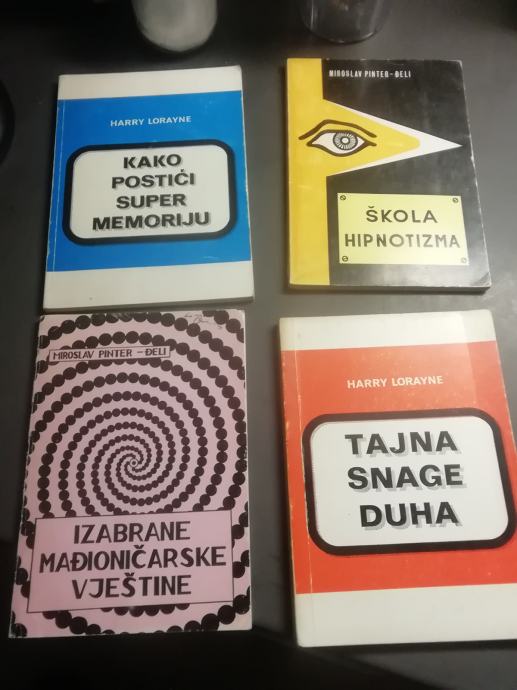 HARRY LORAYNE
KAKO
POSTIĆI
SUPER
MEMORIJU
MIROSLAV PINTER-ĐELI
ŠKOLA
HIPNOTIZMA
MIROSLAV PINTER-ĐELI
IZABRANE
MAĐIONIČARSKE
VJEŠTINE
HARRY LORAYNE
TAJNA
SNAGE
DUHA